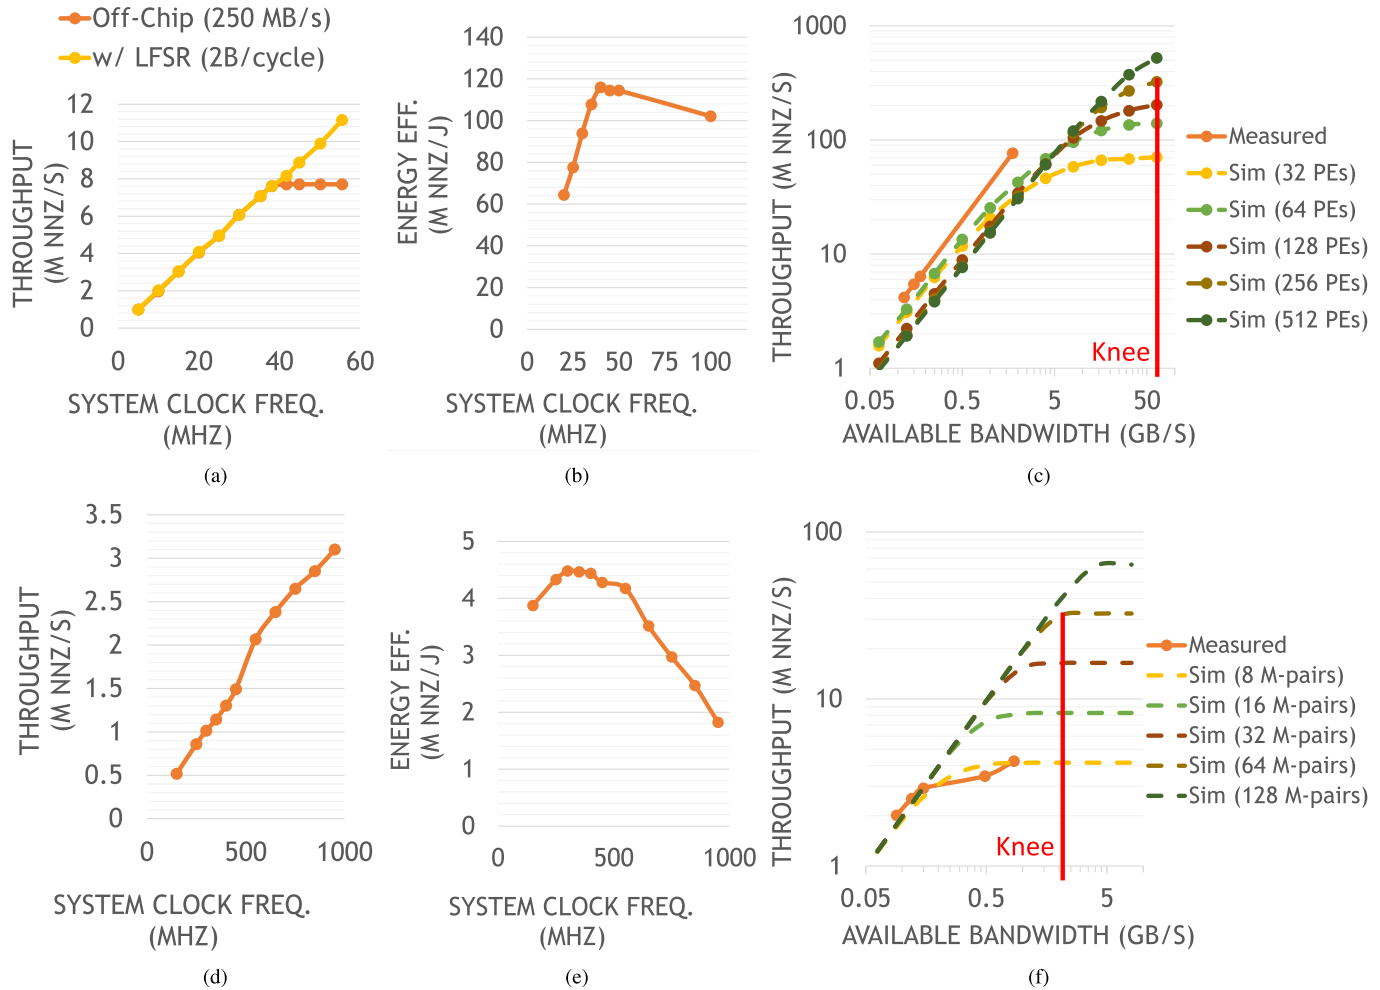 Off-Chip (250 MB/s)
w/ LFSR (2B/cycle)
THROUGHPUT
(M NNZ/S)
12
10
8
6
4
2
0
0 20 40 60
SYSTEM CLOCK FREQ.
(MHZ)
(a)
ENERGY EFF.
(M NNZ/J)
140
120
100
80
60
40
20
0
0 25 50 75 100
SYSTEM CLOCK FREQ.
(MHZ)
(b)
THROUGHPUT (M NNZ/S)
1000
100
10
1
0.05 0.5 5 50
AVAILABLE BANDWIDTH (GB/S)
Knee
Measured
Sim (32 PEs)
Sim (64 PEs)
Sim (128 PEs)
Sim (256 PEs)
Sim (512 PEs)
(c)
THROUGHPUT
(M NNZ/S)
3.5
3
2.5
2
1.5
1
0.5
0
0 500 1000
SYSTEM CLOCK FREQ.
(MHZ)
(d)
ENERGY EFF.
(M NNZ/J)
5
4
3
2
1
0
0 500 1000
SYSTEM CLOCK FREQ.
(MHZ)
(e)
THROUGHPUT (M NNZ/S)
100
10
1
0.05 0.5 5
AVAILABLE BANDWIDTH (GB/S)
Knee
Measured
Sim (8 M-pairs)
Sim (16 M-pairs)
Sim (32 M-pairs)
Sim (64 M-pairs)
Sim (128 M-pairs)
(f)